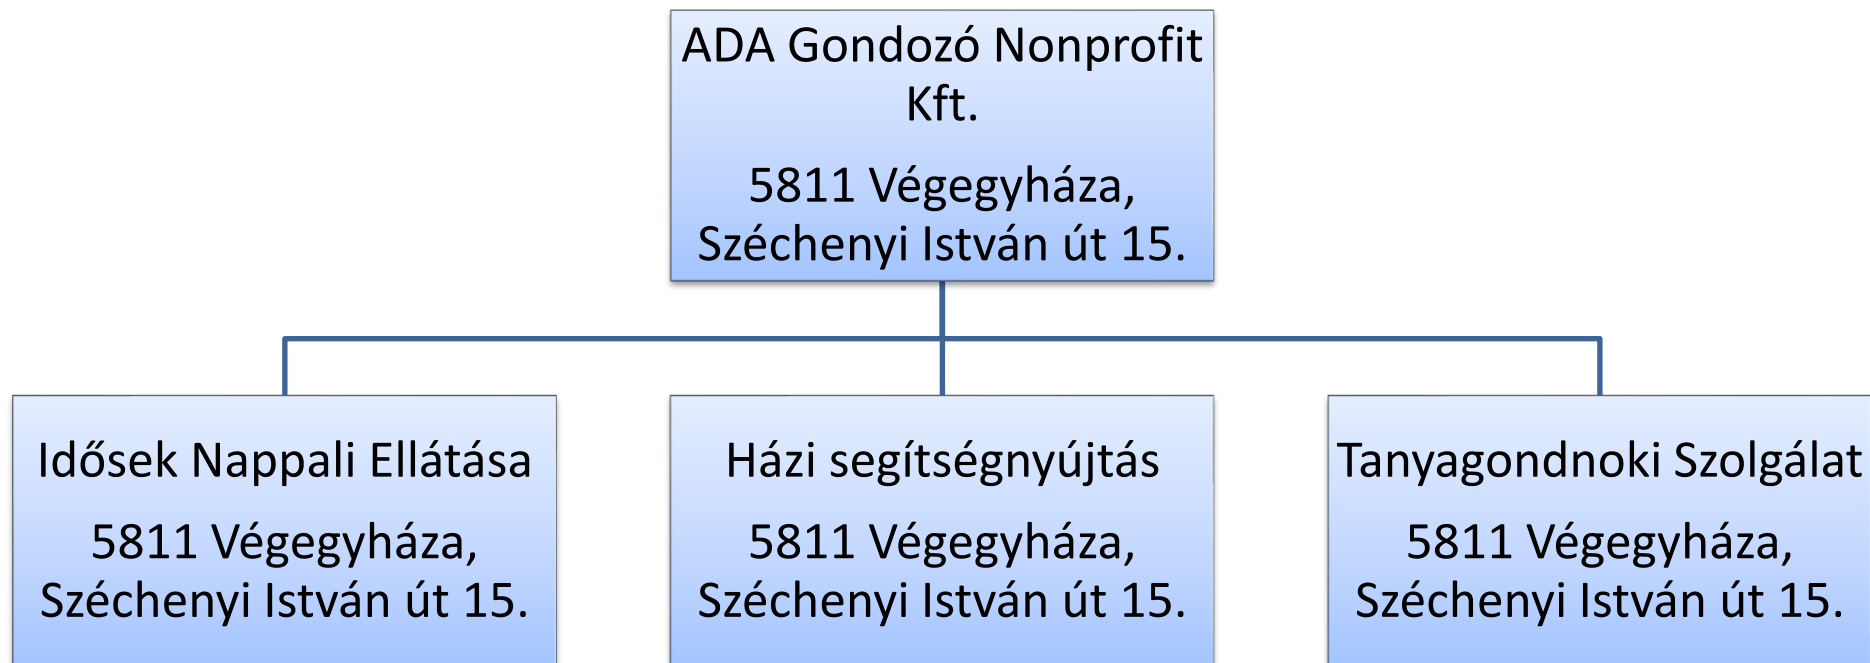 ADA Gondozó Nonprofit
Kft.
5811 Végegyháza,
Széchenyi István út 15.
Idősek Nappali Ellátása
5811 Végegyháza,
Széchenyi István út 15.
Házi segítségnyújtás
5811 Végegyháza,
Széchenyi István út 15.
Tanyagondnoki Szolgálat
5811 Végegyháza,
Széchenyi István út 15.